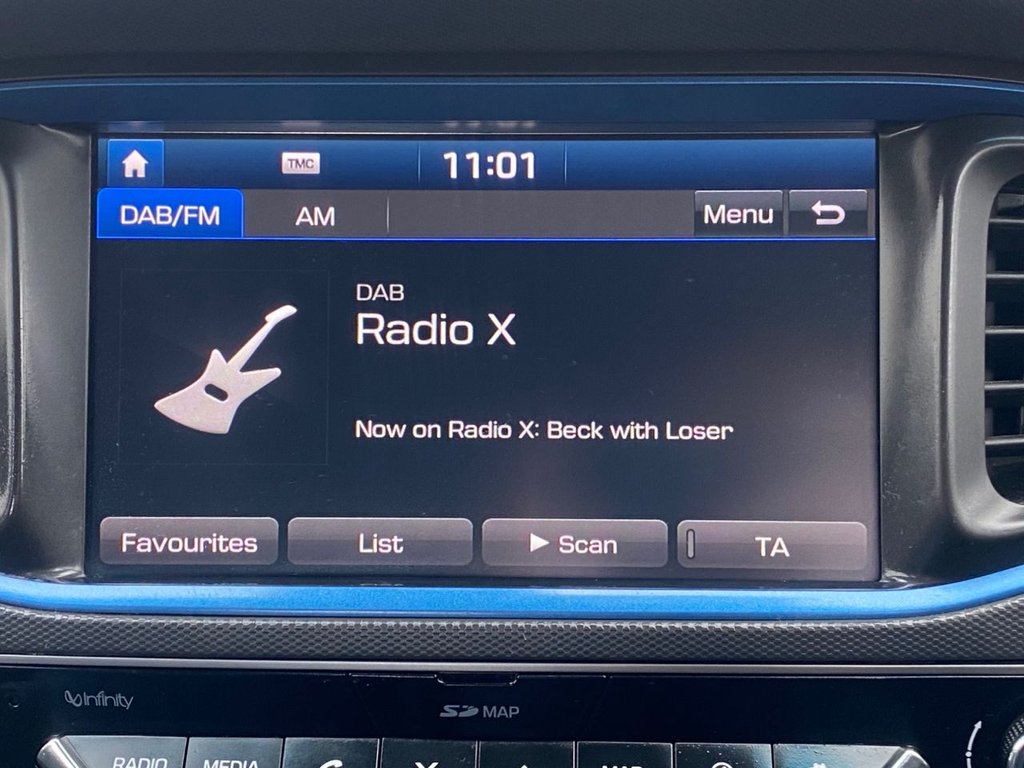 TMC
11:01
DAB/FM
AM
Menu
DAB
Radio X
Now on Radio X: Beck with Loser
Favourites
List
Scan
TA
Infinity
SD MAP
RADIO
MEDIA
MAP